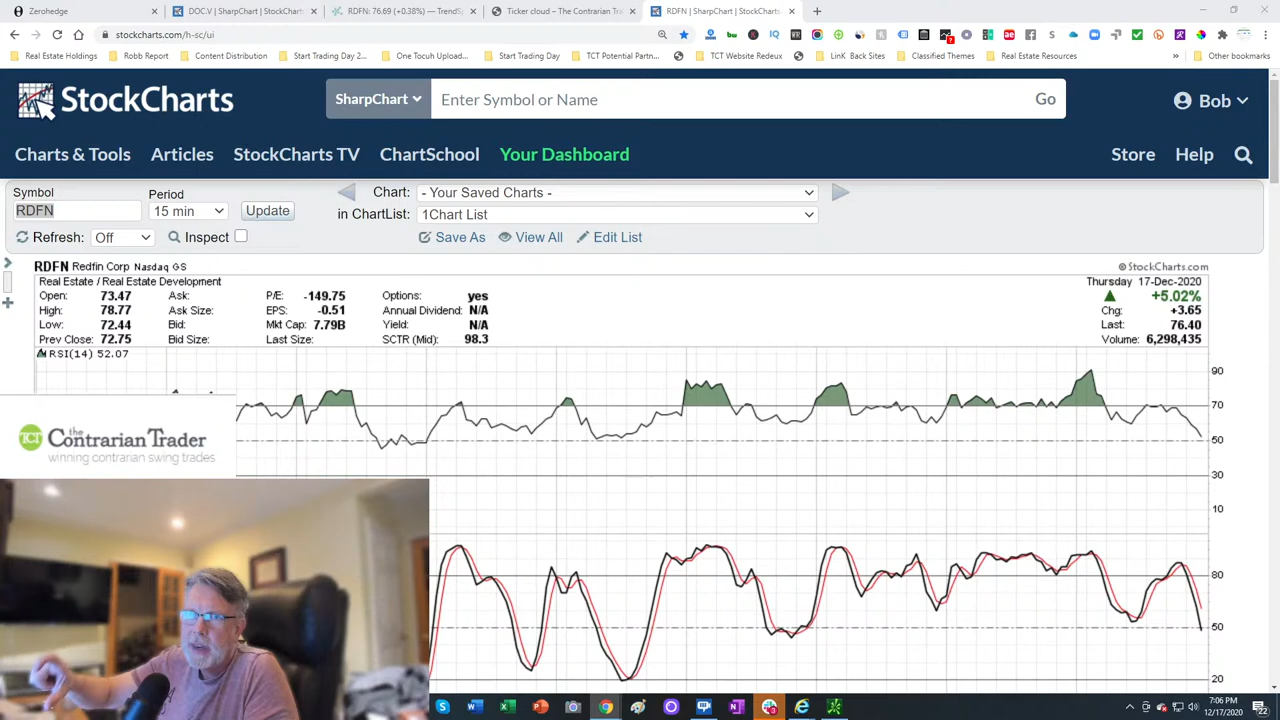 Zerohedge
DOC.V | SharpChart | StockCharts
RDFN: 76.69 (+0.38%) — TrendS
Ticker cloud – The Contrarian Tr
RDFN | SharpChart | StockCharts
stockcharts.com/h-sc/ui
Real Estate Holdings
Robb Report
Content Distribution
Start Trading Day 2...
One Tocuh Upload...
Start Trading Day
TCT Potential Partn...
TCT Website Redeux
LinK Back Sites
Classified Themes
Real Estate Resources
Other bookmarks
StockCharts
SharpChart
Enter Symbol or Name
Go
Bob
Charts & Tools
Articles
StockCharts TV
ChartSchool
Your Dashboard
Store
Help
Symbol
Period
Chart:
- Your Saved Charts -
RDFN
15 min
Update
in ChartList:
1Chart List
Refresh:
Off
Inspect
Save As
View All
Edit List
RDFN Redfin Corp Nasdaq GS
© StockCharts.com
Real Estate / Real Estate Development
Thursday 17-Dec-2020
Open: 73.47 Ask: P/E: -149.75 Options: yes
+5.02%
High: 78.77 Ask Size: EPS: -0.51 Annual Dividend: N/A
Chg: +3.65
Low: 72.44 Bid: Mkt Cap: 7.79B Yield: N/A
Last: 76.40
Prev Close: 72.75 Bid Size: Last Size: SCTR (Mid): 98.3
Volume: 6,298,435
RSI(14) 52.07
90
70
50
30
10
TCT
the
Contrarian Trader
winning contrarian swing trades
80
50
20
7:06 PM
12/17/2020
22